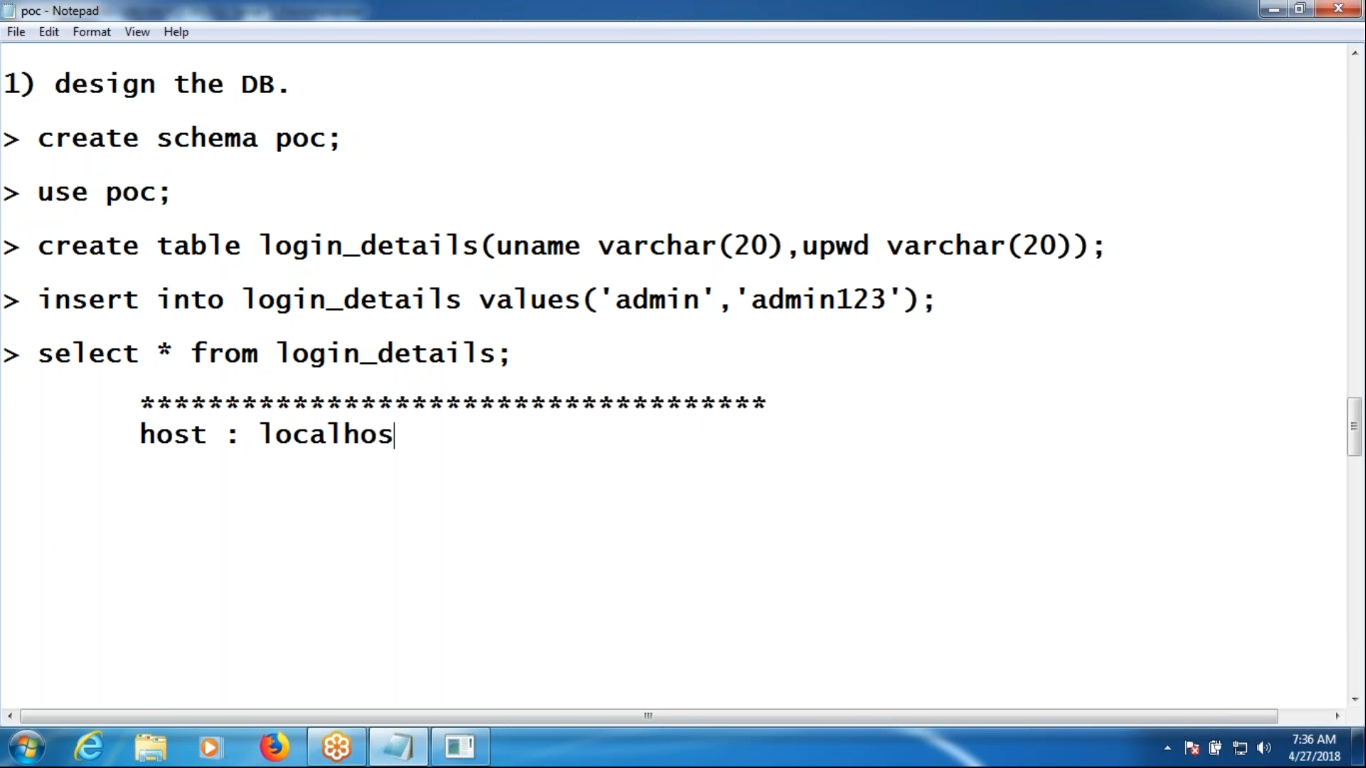 poc - Notepad
File Edit Format View Help
1) design the DB.
> create schema poc;
> use poc;
> create table login_details(uname varchar(20),upwd varchar(20));
> insert into login_details values('admin','admin123');
> select * from login_details;
*************************************
host : localhos
7:36 AM
4/27/2018